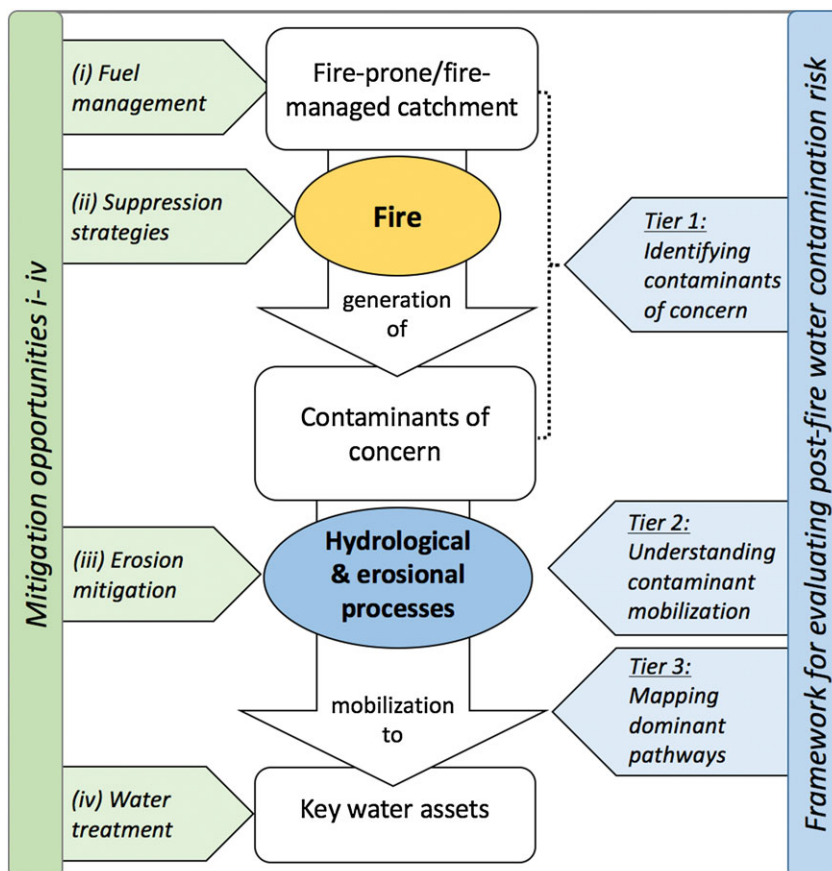 Mitigation opportunities i- iv
(i) Fuel
management
(ii) Suppression
strategies
(iii) Erosion
mitigation
(iv) Water
treatment
Fire-prone/fire-
managed catchment
Fire
generation
of
Contaminants of
concern
Hydrological
& erosional
processes
mobilization
to
Key water assets
Tier 1:
Identifying
contaminants
of concern
Tier 2:
Understanding
contaminant
mobilization
Tier 3:
Mapping
dominant
pathways
Framework for evaluating post-fire water contamination risk